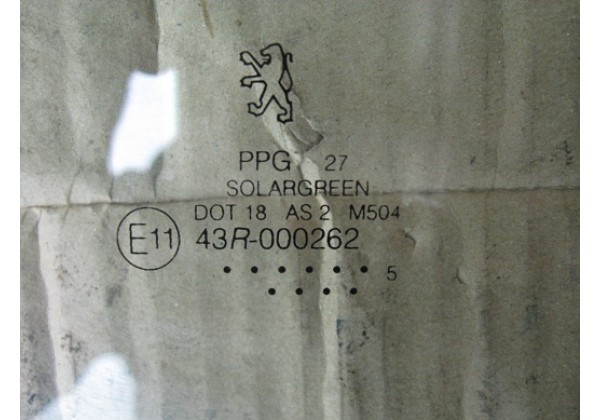 PPG 27
SOLARGREEN
DOT 18 AS 2 M504
E11 43R-000262
• • • • • • 5
• • • •